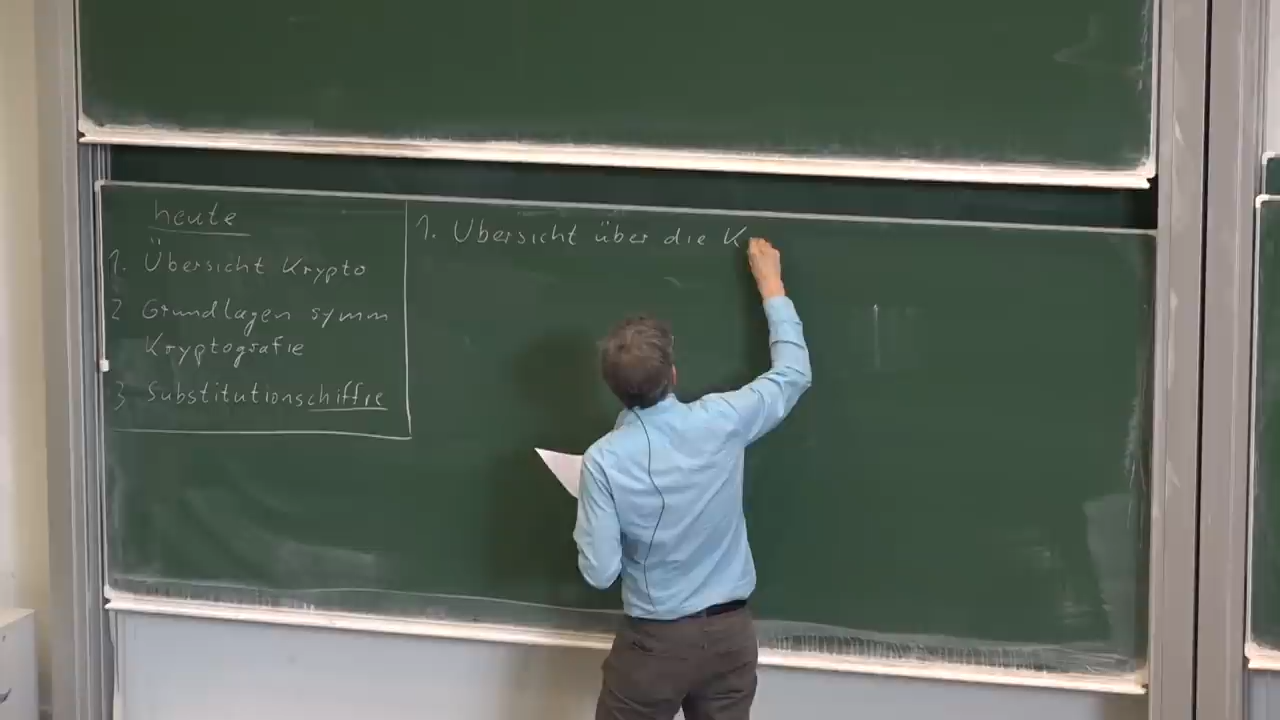 heute
1. Übersicht Krypto
2 Grundlagen symm
Kryptografie
3 Substitutionschiffre
1. Übersicht über die K